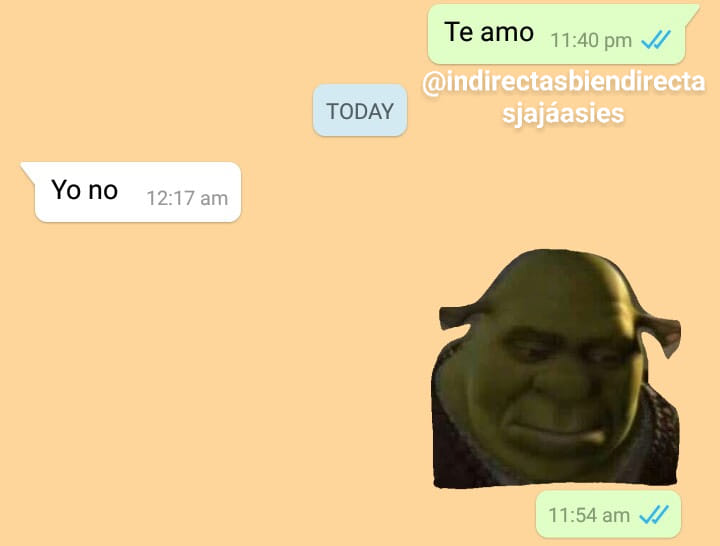 Te amo 11:40 pm
@indirectasbiendirecta
sjajáasies
TODAY
Yo no 12:17 am
11:54 am